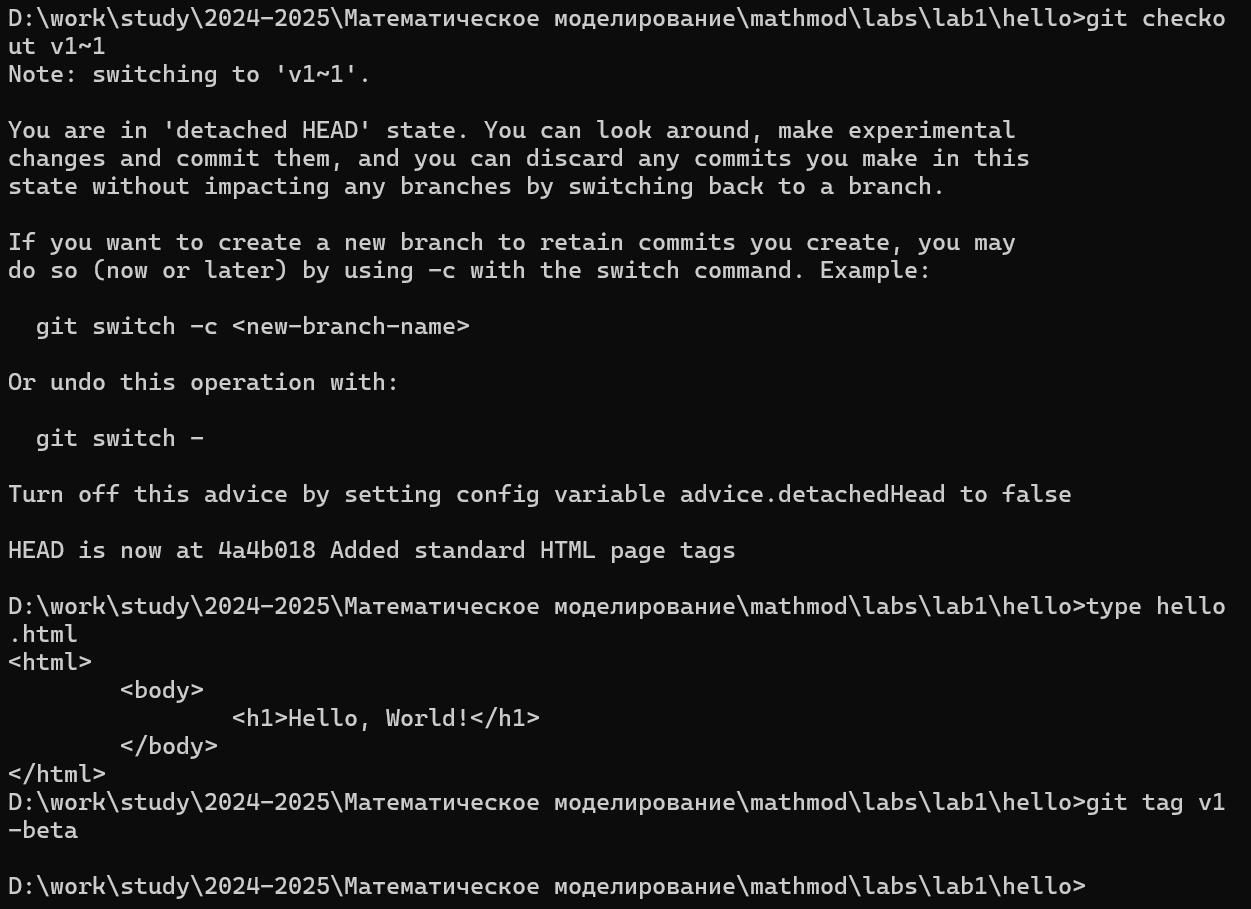 D:\work\study\2024-2025\Математическое моделирование\mathmod\labs\lab1\hello>git checko
ut v1~1
Note: switching to 'v1~1'.
You are in 'detached HEAD' state. You can look around, make experimental
changes and commit them, and you can discard any commits you make in this
state without impacting any branches by switching back to a branch.
If you want to create a new branch to retain commits you create, you may
do so (now or later) by using -c with the switch command. Example:
  git switch -c <new-branch-name>
Or undo this operation with:
  git switch -
Turn off this advice by setting config variable advice.detachedHead to false
HEAD is now at 4a4b018 Added standard HTML page tags
D:\work\study\2024-2025\Математическое моделирование\mathmod\labs\lab1\hello>type hello
.html
<html>
        <body>
                <h1>Hello, World!</h1>
        </body>
</html>
D:\work\study\2024-2025\Математическое моделирование\mathmod\labs\lab1\hello>git tag v1
-beta
D:\work\study\2024-2025\Математическое моделирование\mathmod\labs\lab1\hello>